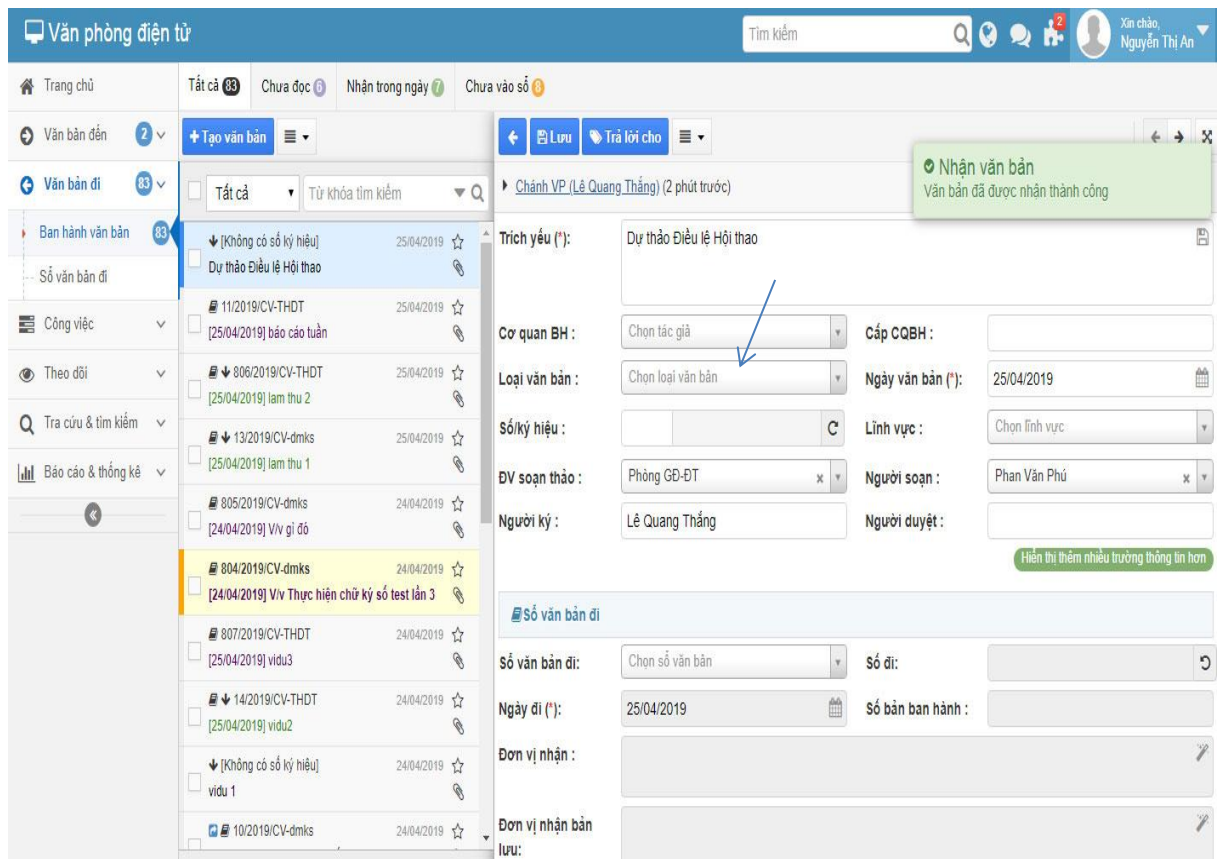 Văn phòng điện tử
Tìm kiếm
2
Xin chào,
Nguyễn Thị An
Trang chủ
Văn bản đến 2
Văn bản đi 83
Ban hành văn bản 83
Sổ văn bản đi
Công việc
Theo dõi
Tra cứu & tìm kiếm
Báo cáo & thống kê
Tất cả 83 Chưa đọc 6 Nhận trong ngày 7 Chưa vào sổ 8
+ Tạo văn bản
Tất cả Từ khóa tìm kiếm
[Không có số ký hiệu] 25/04/2019
Dự thảo Điều lệ Hội thao
11/2019/CV-THDT 25/04/2019
[25/04/2019] báo cáo tuần
806/2019/CV-THDT 25/04/2019
[25/04/2019] lam thu 2
13/2019/CV-dmks 25/04/2019
[25/04/2019] lam thu 1
805/2019/CV-dmks 24/04/2019
[24/04/2019] V/v gì đó
804/2019/CV-dmks 24/04/2019
[24/04/2019] V/v Thực hiện chữ ký số test lần 3
807/2019/CV-THDT 24/04/2019
[25/04/2019] vidu3
14/2019/CV-THDT 24/04/2019
[25/04/2019] vidu2
[Không có số ký hiệu] 24/04/2019
vidu 1
10/2019/CV-dmks 24/04/2019
Lưu Trả lời cho
Nhận văn bản
Văn bản đã được nhận thành công
Chánh VP (Lê Quang Thắng) (2 phút trước)
Trích yếu (*): Dự thảo Điều lệ Hội thao
Cơ quan BH : Chọn tác giả Cấp CQBH :
Loại văn bản : Chọn loại văn bản Ngày văn bản (*): 25/04/2019
Số/ký hiệu : Lĩnh vực : Chọn lĩnh vực
ĐV soạn thảo : Phòng GĐ-ĐT Người soạn : Phan Văn Phú
Người ký : Lê Quang Thắng Người duyệt :
Hiển thị thêm nhiều trường thông tin hơn
Sổ văn bản đi
Sổ văn bản đi: Chọn sổ văn bản Số đi:
Ngày đi (*): 25/04/2019 Số bản ban hành :
Đơn vị nhận :
Đơn vị nhận bản
lưu: